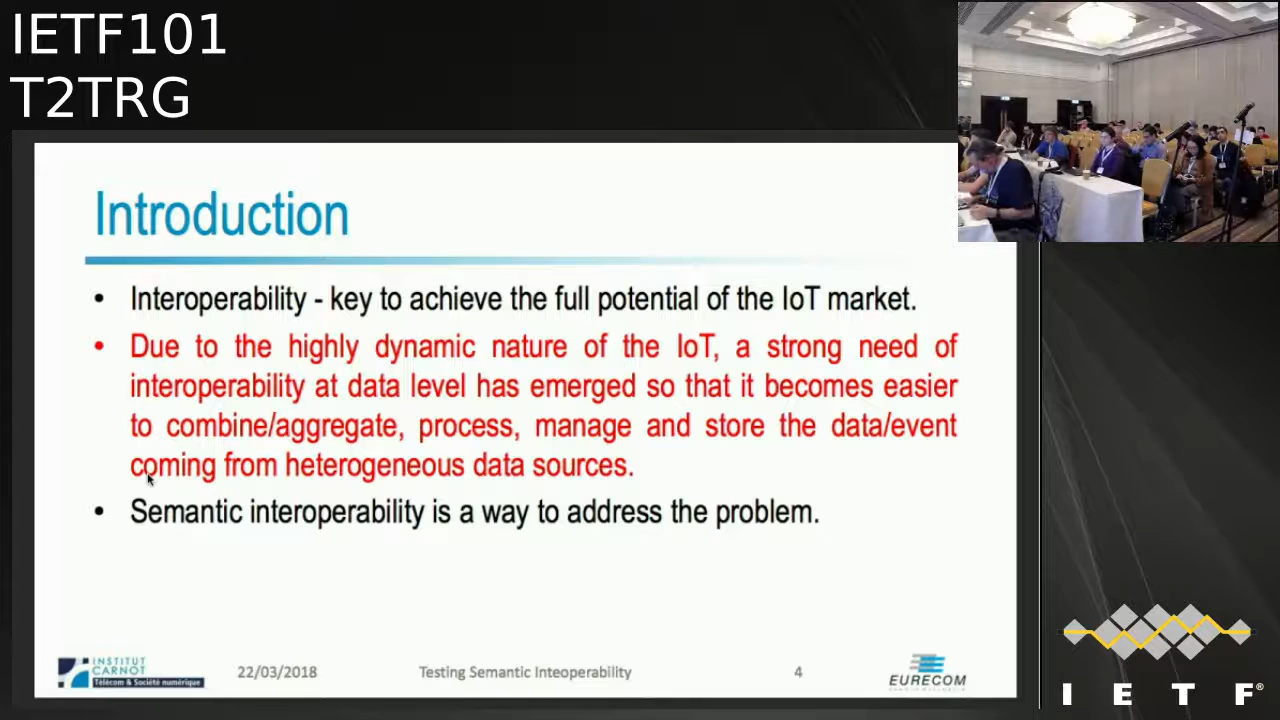 IETF101
T2TRG
Introduction
• Interoperability - key to achieve the full potential of the IoT market.
• Due to the highly dynamic nature of the IoT, a strong need of
interoperability at data level has emerged so that it becomes easier
to combine/aggregate, process, manage and store the data/event
coming from heterogeneous data sources.
• Semantic interoperability is a way to address the problem.
INSTITUT
CARNOT
Télécom & Société numérique
22/03/2018
Testing Semantic Inteoperability
4
EURECOM
I E T F®